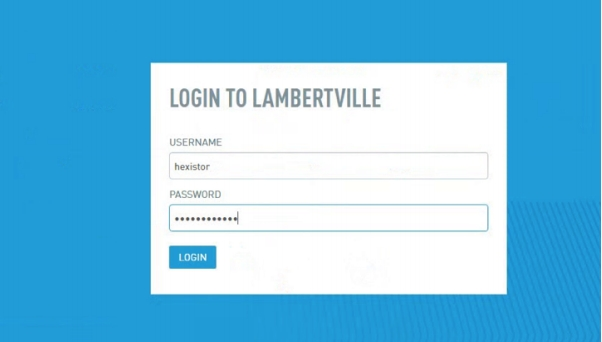 LOGIN TO LAMBERTVILLE
USERNAME
hexistor
PASSWORD
••••••••••••
LOGIN